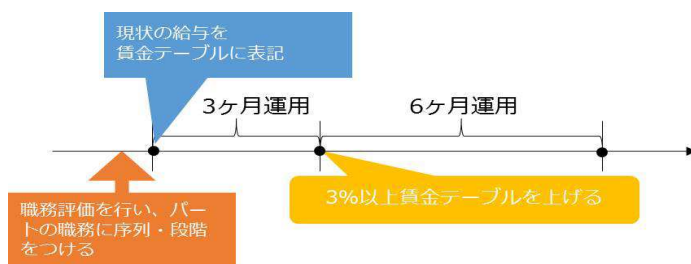 現状の給与を
賃金テーブルに表記
3ヶ月運用
6ヶ月運用
3%以上賃金テーブルを上げる
職務評価を行い、パー
トの職務に序列・段階
をつける